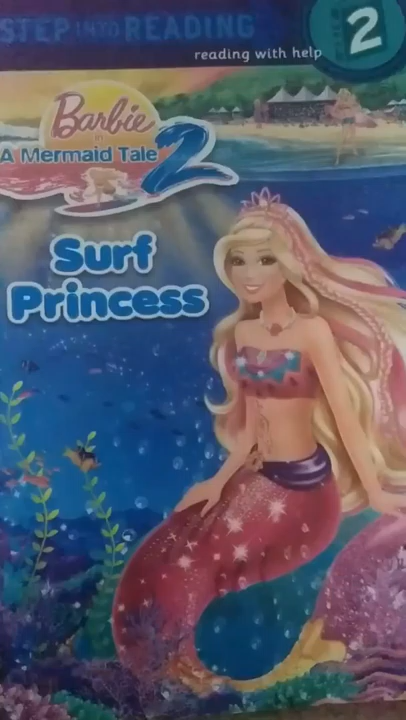 STEP INTO READING
2
reading with help
Barbie
in
A Mermaid Tale 2
Surf
Princess